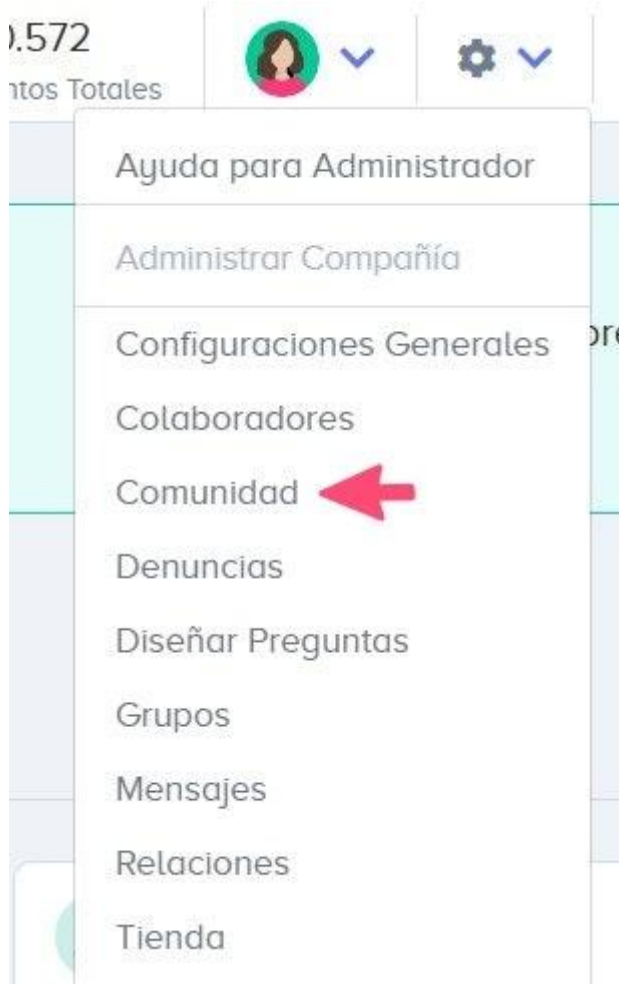 .572
ntos Totales
Ayuda para Administrador
Administrar Compañía
Configuraciones Generales
Colaboradores
Comunidad
Denuncias
Diseñar Preguntas
Grupos
Mensajes
Relaciones
Tienda